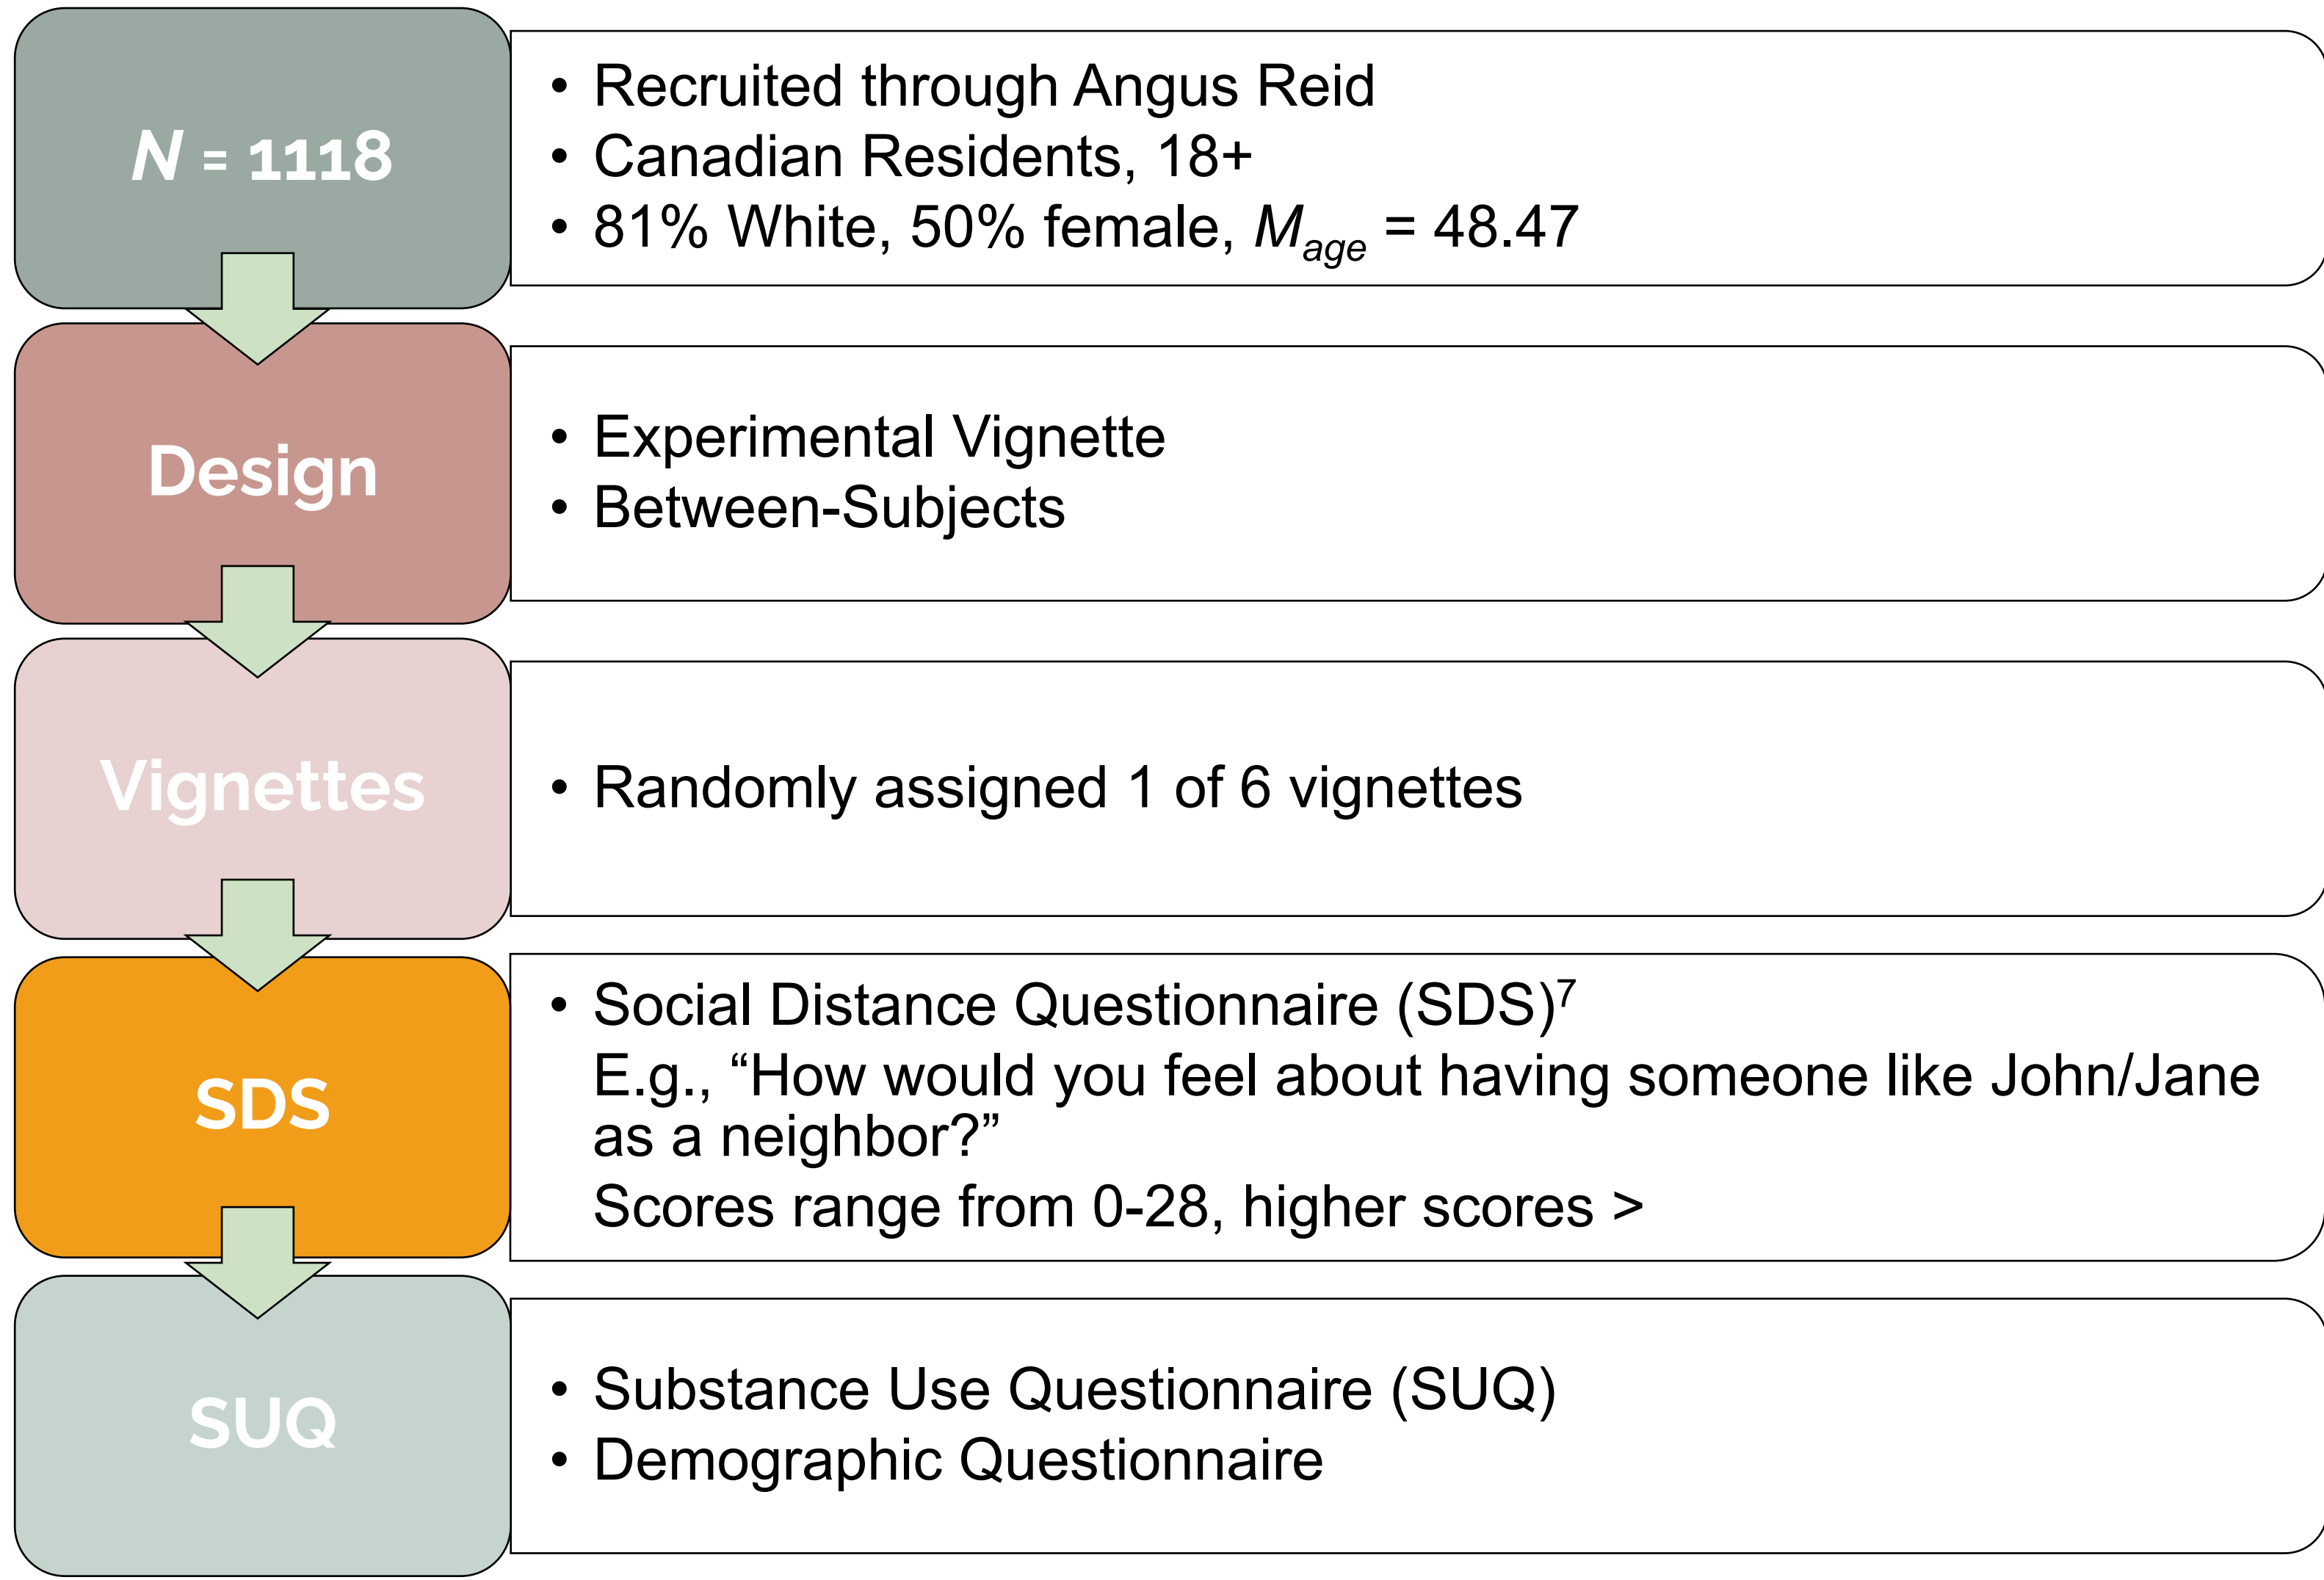 N = 1118
• Recruited through Angus Reid
• Canadian Residents, 18+
• 81% White, 50% female, Mage = 48.47
Design
• Experimental Vignette
• Between-Subjects
Vignettes
• Randomly assigned 1 of 6 vignettes
SDS
• Social Distance Questionnaire (SDS)7
E.g., “How would you feel about having someone like John/Jane
as a neighbor?”
Scores range from 0-28, higher scores >
SUQ
• Substance Use Questionnaire (SUQ)
• Demographic Questionnaire